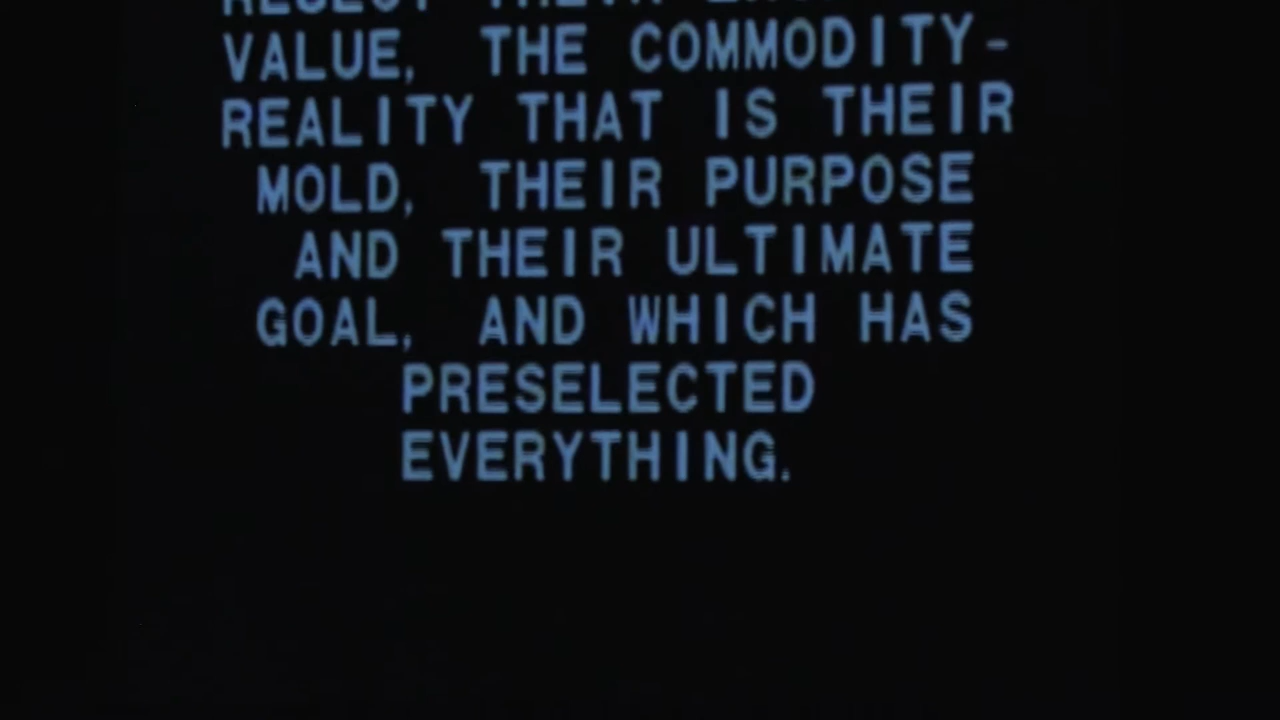 VALUE, THE COMMODITY-
REALITY THAT IS THEIR
MOLD, THEIR PURPOSE
AND THEIR ULTIMATE
GOAL, AND WHICH HAS
PRESELECTED
EVERYTHING.